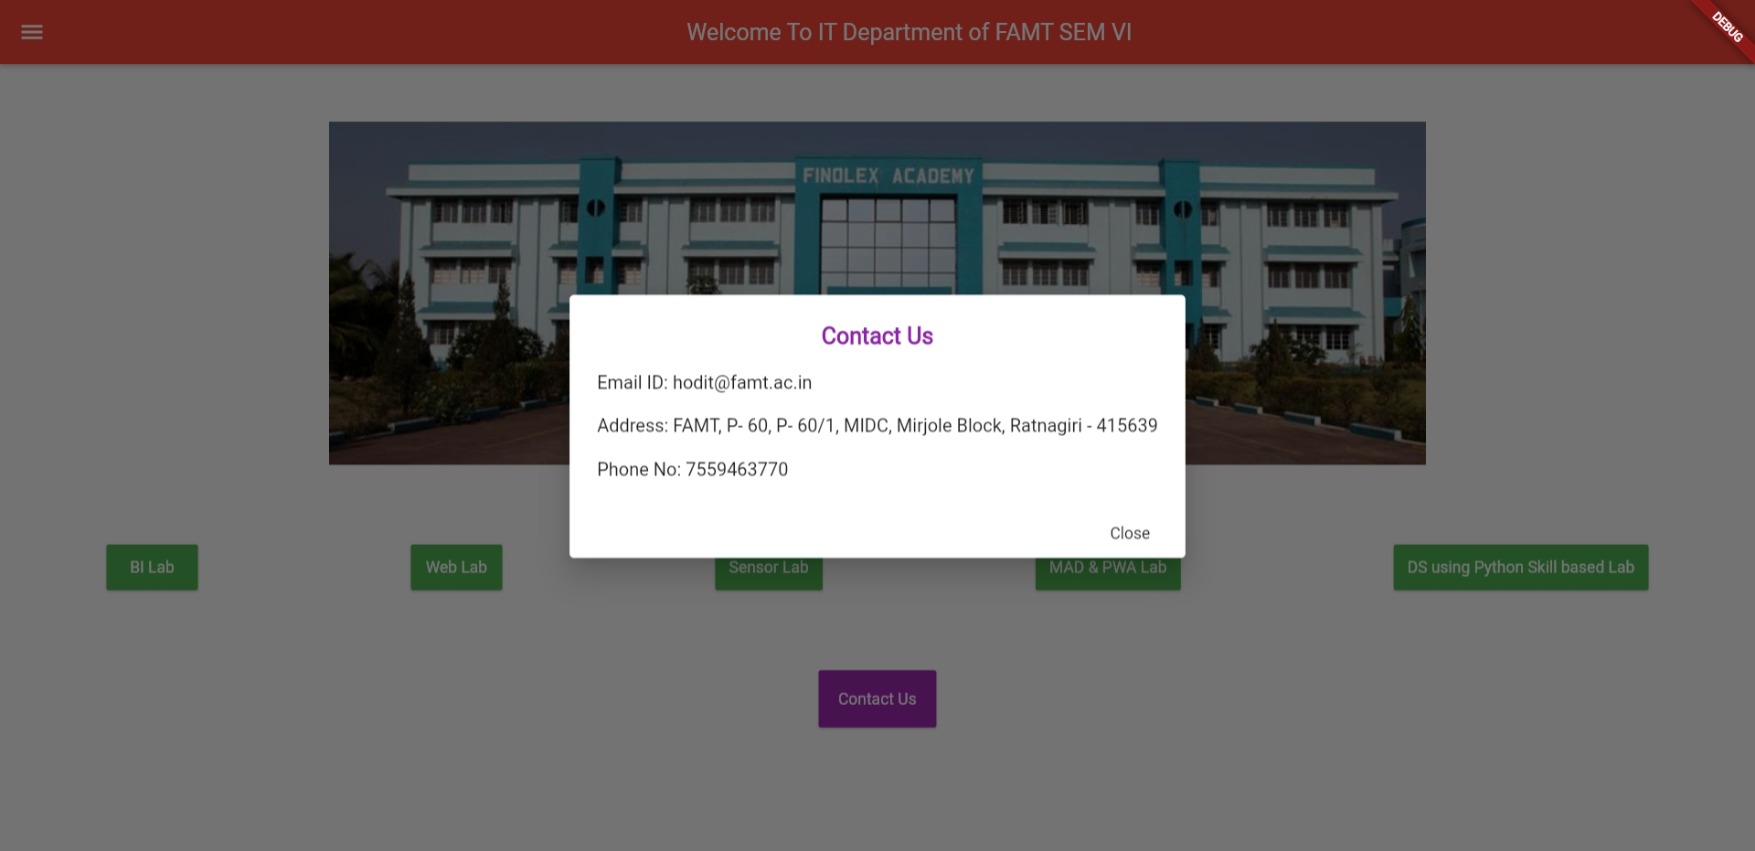 Welcome To IT Department of FAMT SEM VI
DEBUG
FINOLEX ACADEMY
Contact Us
Email ID: hodit@famt.ac.in
Address: FAMT, P- 60, P- 60/1, MIDC, Mirjole Block, Ratnagiri - 415639
Phone No: 7559463770
Close
BI Lab
Web Lab
Sensor Lab
MAD & PWA Lab
DS using Python Skill based Lab
Contact Us